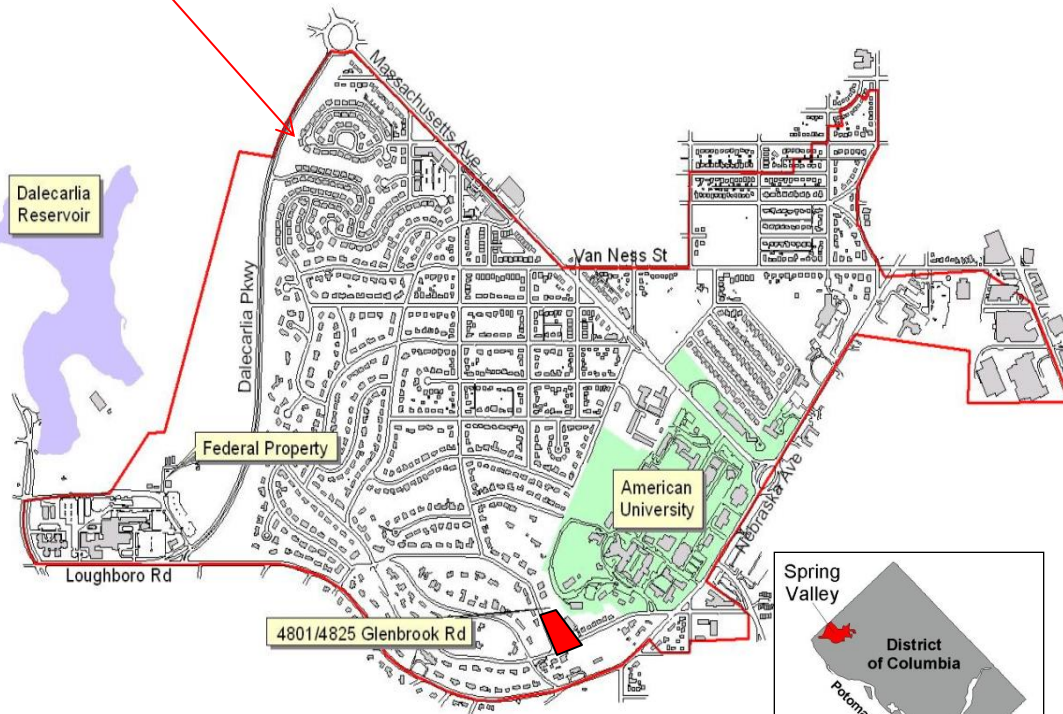 Massachusetts Ave
Dalecarlia
Reservoir
Van Ness St
Dalecarlia Pkwy
Federal Property
American
University
Nebraska Ave
Loughboro Rd
4801/4825 Glenbrook Rd
Spring
Valley
District
of Columbia